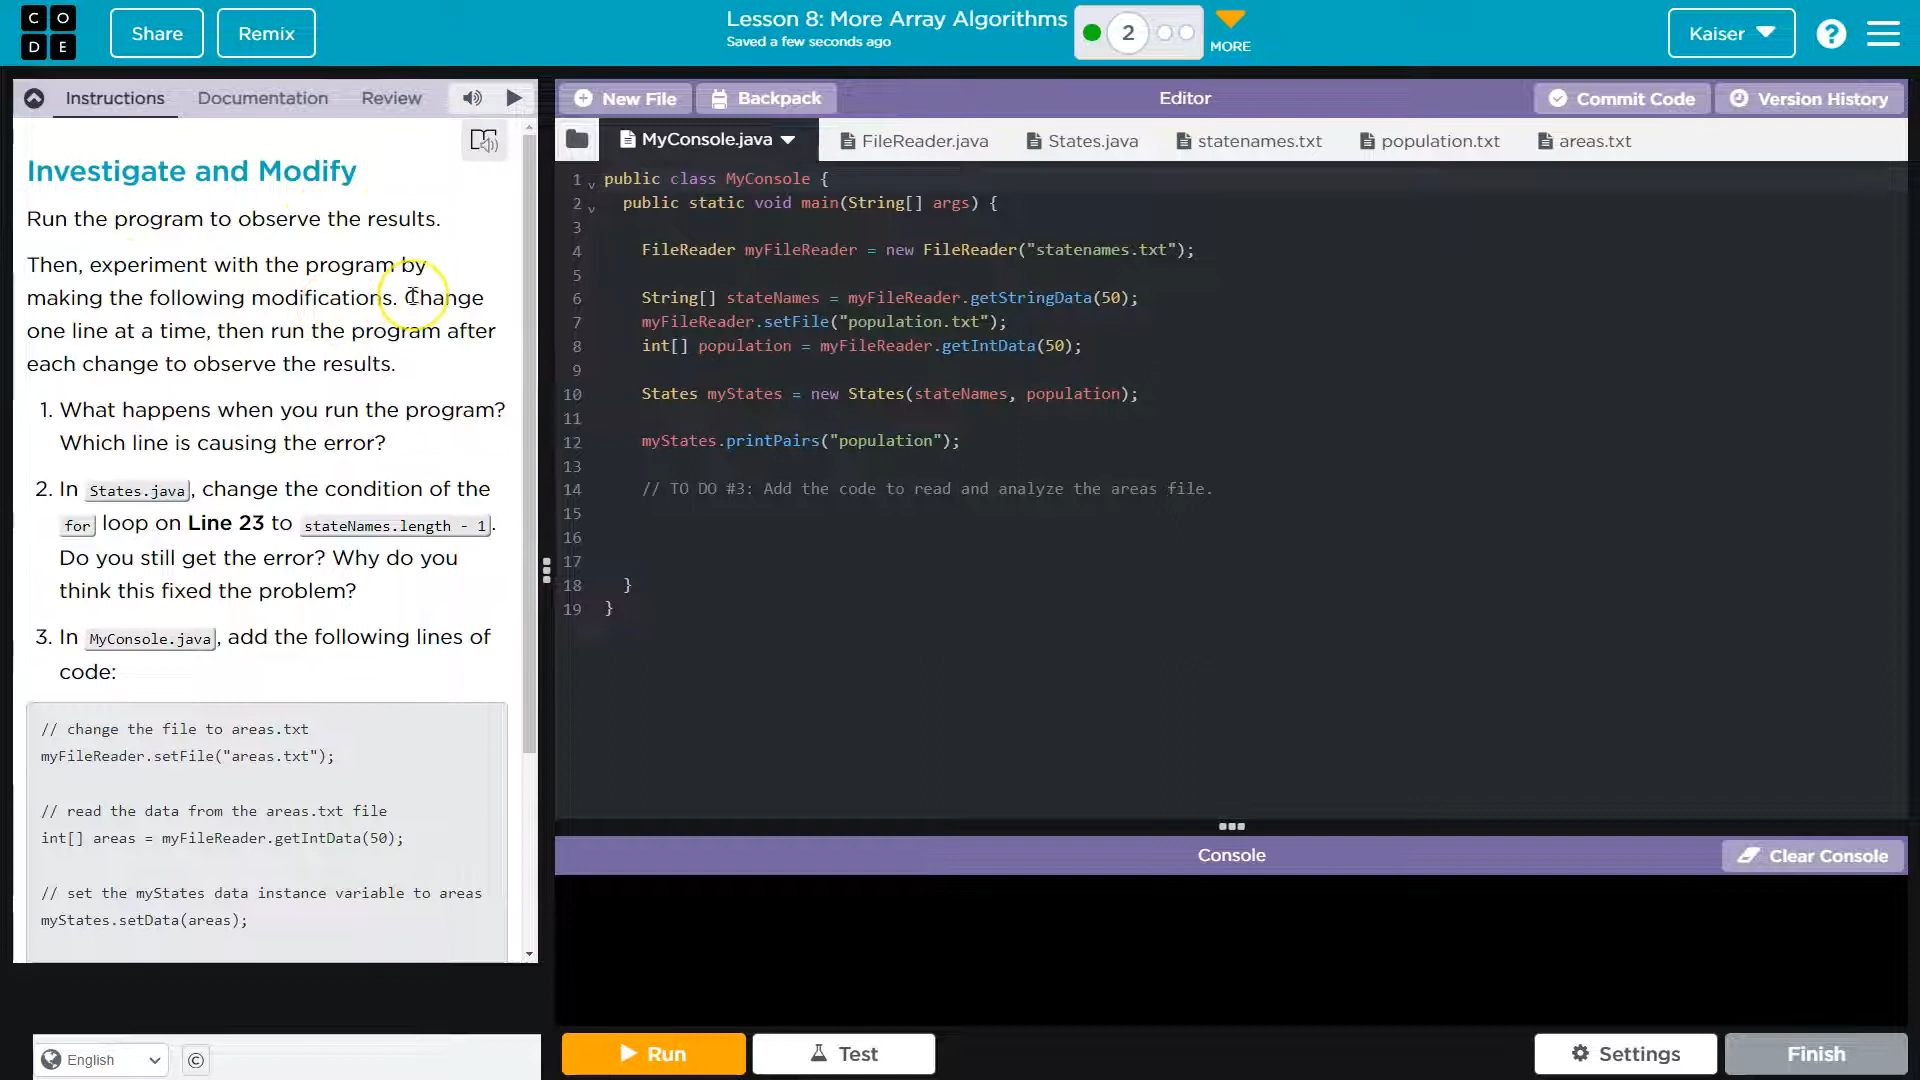 CODE
Share
Remix
Lesson 8: More Array Algorithms
Saved a few seconds ago
2
MORE
Kaiser
?
Instructions
Documentation
Review
New File
Backpack
Editor
Commit Code
Version History
MyConsole.java
FileReader.java
States.java
statenames.txt
population.txt
areas.txt
Investigate and Modify
Run the program to observe the results.
Then, experiment with the program by
making the following modifications. Change
one line at a time, then run the program after
each change to observe the results.
1. What happens when you run the program?
Which line is causing the error?
2. In States.java, change the condition of the
for loop on Line 23 to stateNames.length - 1.
Do you still get the error? Why do you
think this fixed the problem?
3. In MyConsole.java, add the following lines of
code:
// change the file to areas.txt
myFileReader.setFile("areas.txt");
// read the data from the areas.txt file
int[] areas = myFileReader.getIntData(50);
// set the myStates data instance variable to areas
myStates.setData(areas);
1 public class MyConsole {
2 public static void main(String[] args) {
3
4 FileReader myFileReader = new FileReader("statenames.txt");
5
6 String[] stateNames = myFileReader.getStringData(50);
7 myFileReader.setFile("population.txt");
8 int[] population = myFileReader.getIntData(50);
9
10 States myStates = new States(stateNames, population);
11
12 myStates.printPairs("population");
13
14 // TO DO #3: Add the code to read and analyze the areas file.
15
16
17
18 }
19 }
Console
Clear Console
English
©
Run
Test
Settings
Finish